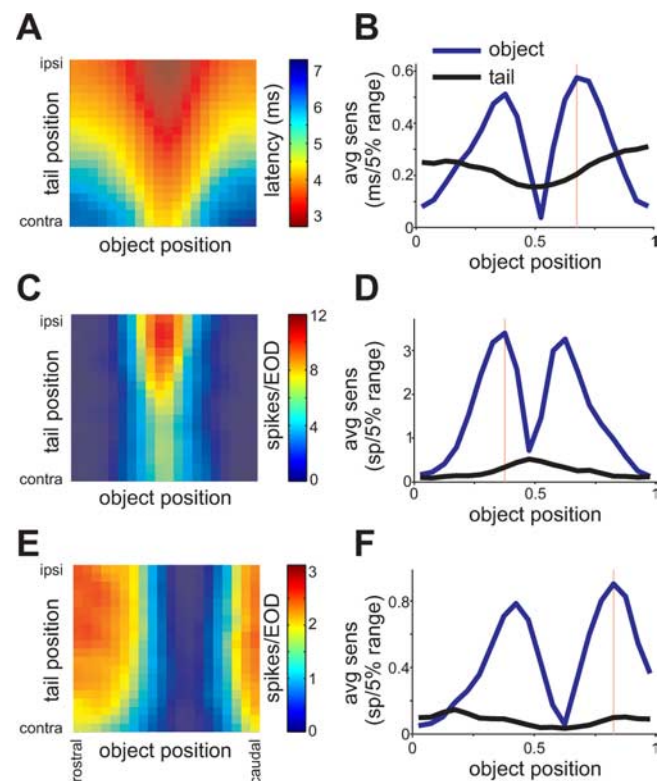 A
ipsi
tail position
contra
object position
7
6
5
4
3
latency (ms)
B
object
tail
avg sens
(ms/5% range)
0.6
0.4
0.2
0
0
0.5
1
object position
C
ipsi
tail position
contra
object position
12
8
4
0
spikes/EOD
D
avg sens
(sp/5% range)
3
2
1
0
0
0.5
1
object position
E
ipsi
tail position
contra
rostral
object position
caudal
3
2
1
0
spikes/EOD
F
avg sens
(sp/5% range)
0.8
0.4
0
0
0.5
1
object position